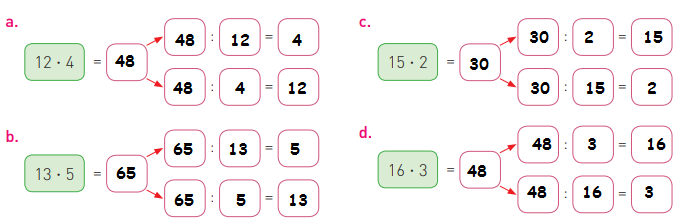 a.
48 : 12 = 4
12 · 4 = 48
48 : 4 = 12
b.
65 : 13 = 5
13 · 5 = 65
65 : 5 = 13
c.
30 : 2 = 15
15 · 2 = 30
30 : 15 = 2
d.
48 : 3 = 16
16 · 3 = 48
48 : 16 = 3